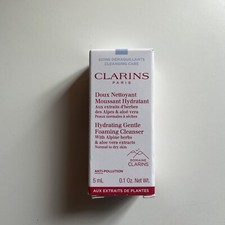 SOINS DÉMAQUILLANTS
CLEANSING CARE
CLARINS
PARIS
Doux Nettoyant
Moussant Hydratant
Aux extraits d'herbes
des Alpes & aloé vera
Peaux normales à sèches
Hydrating Gentle
Foaming Cleanser
With Alpine herbs
& aloe vera extracts
Normal to dry skin
DOMAINE
CLARINS
ANTI-POLLUTION
5 mL 0.1 Oz. Net Wt.
AUX EXTRAITS DE PLANTES